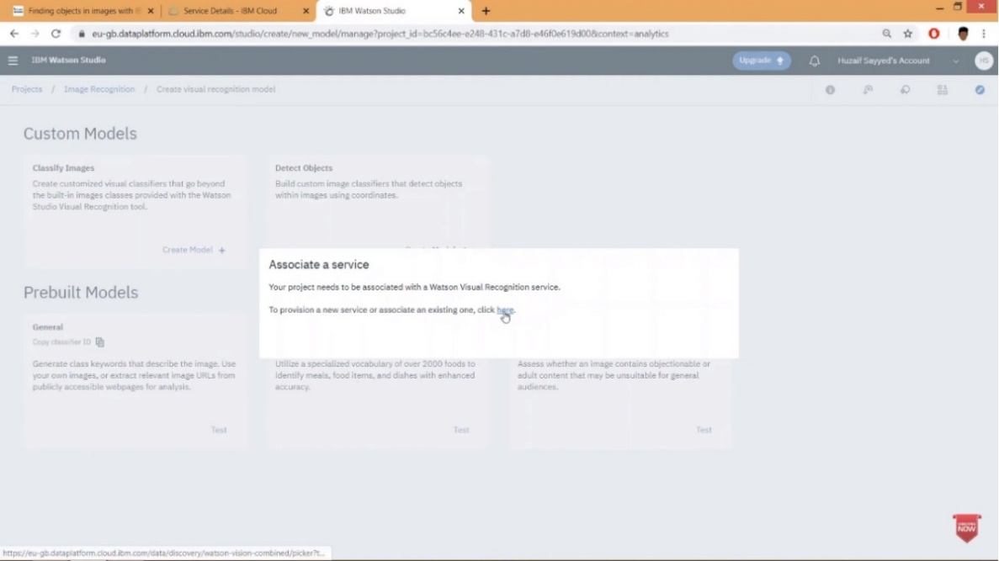 Finding objects in images with
Service Details - IBM Cloud
IBM Watson Studio
eu-gb.dataplatform.cloud.ibm.com/studio/create/new_model/manage?project_id=bc56c4ee-e248-431c-a7d8-e46f0e619d00&context=analytics
IBM Watson Studio
Upgrade
Huzaif Sayyed's Account
HS
Projects / Image Recognition / Create visual recognition model
Custom Models
Classify Images
Create customized visual classifiers that go beyond
the built-in images classes provided with the Watson
Studio Visual Recognition tool.
Create Model +
Detect Objects
Build custom image classifiers that detect objects
within images using coordinates.
Associate a service
Your project needs to be associated with a Watson Visual Recognition service.
To provision a new service or associate an existing one, click here.
Prebuilt Models
General
Copy classifier ID
Generate class keywords that describe the image. Use
your own images, or extract relevant image URLs from
publicly accessible webpages for analysis.
Test
Utilize a specialized vocabulary of over 2000 foods to
identify meals, food items, and dishes with enhanced
accuracy.
Test
Assess whether an image contains objectionable or
adult content that may be unsuitable for general
audiences.
Test
NOW
https://eu-gb.dataplatform.cloud.ibm.com/data/discovery/watson-vision-combined/picker?t...